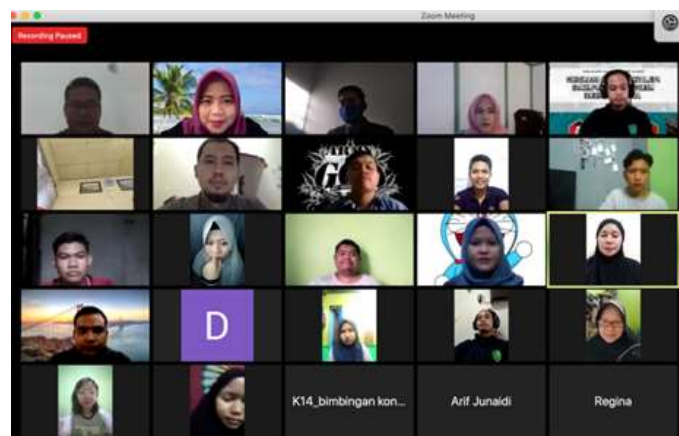 Zoom Meeting
Recording Paused
D
K14_bimbingan kon...
Arif Junaidi
Regina